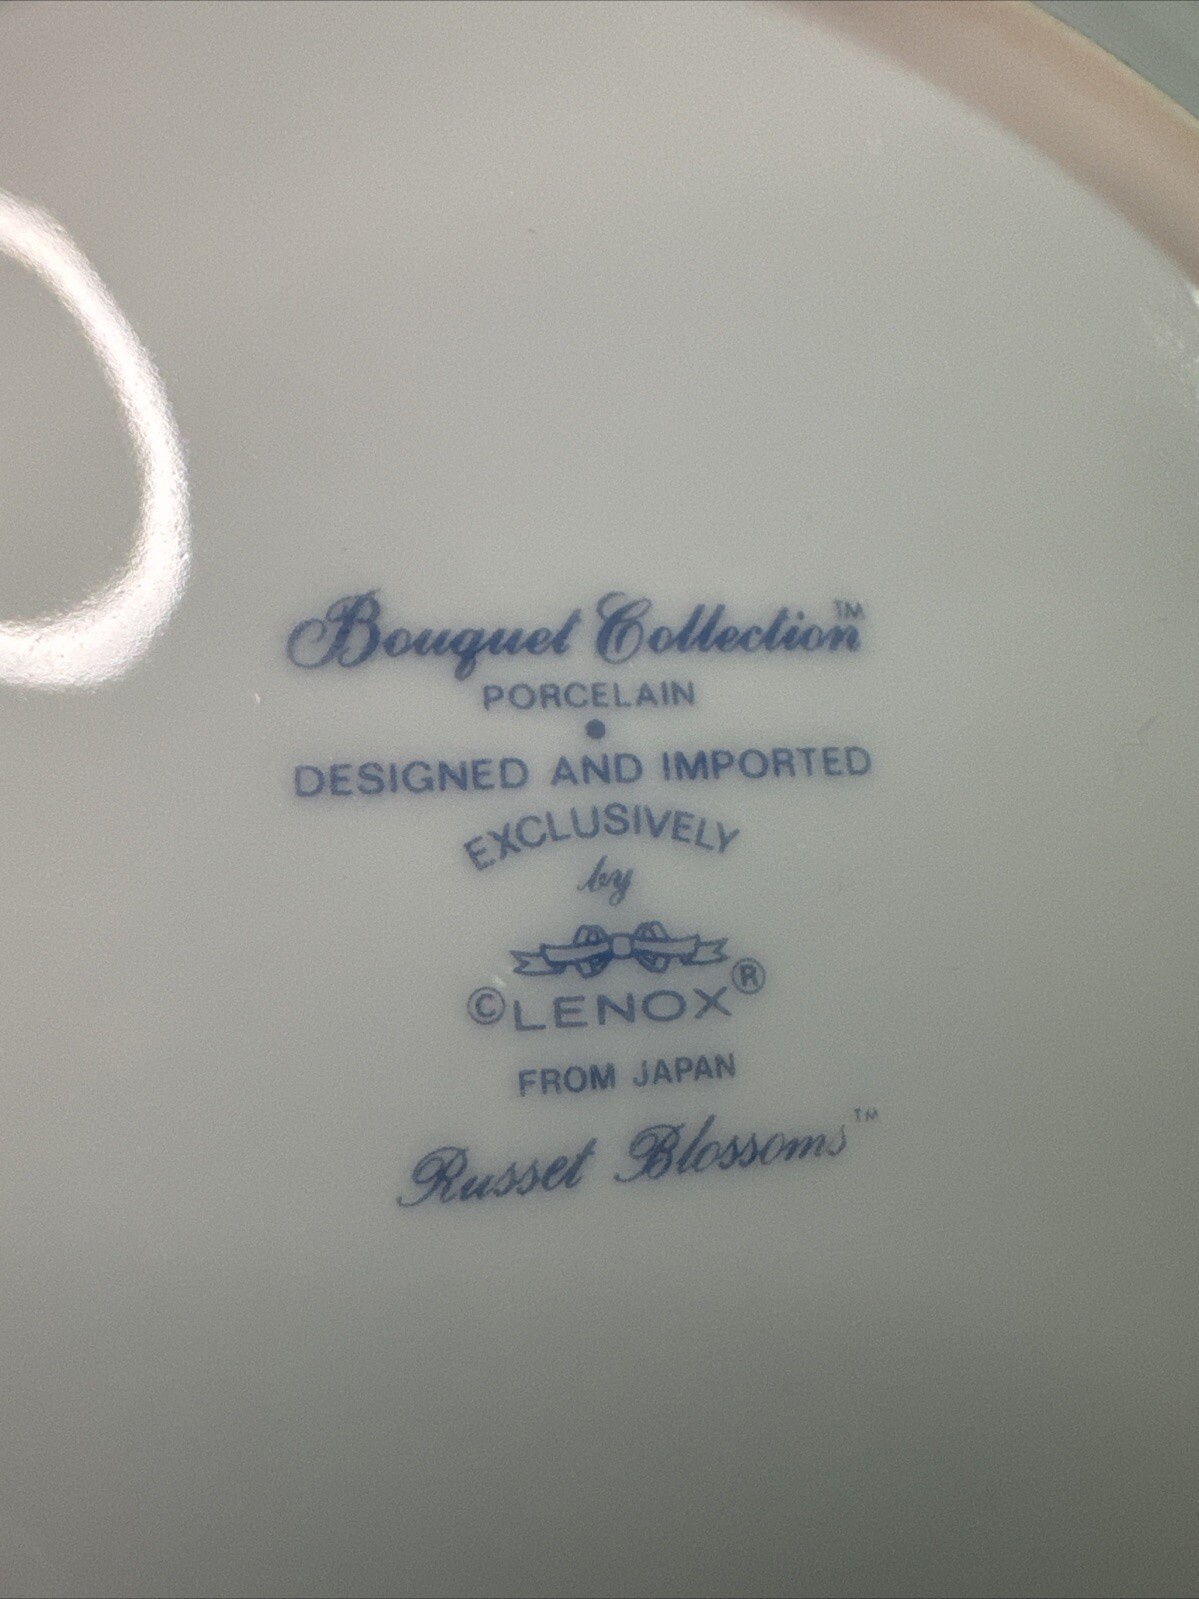 Bouquet Collection™
PORCELAIN
•
DESIGNED AND IMPORTED
EXCLUSIVELY
by
©LENOX®
FROM JAPAN
Russet Blossoms™